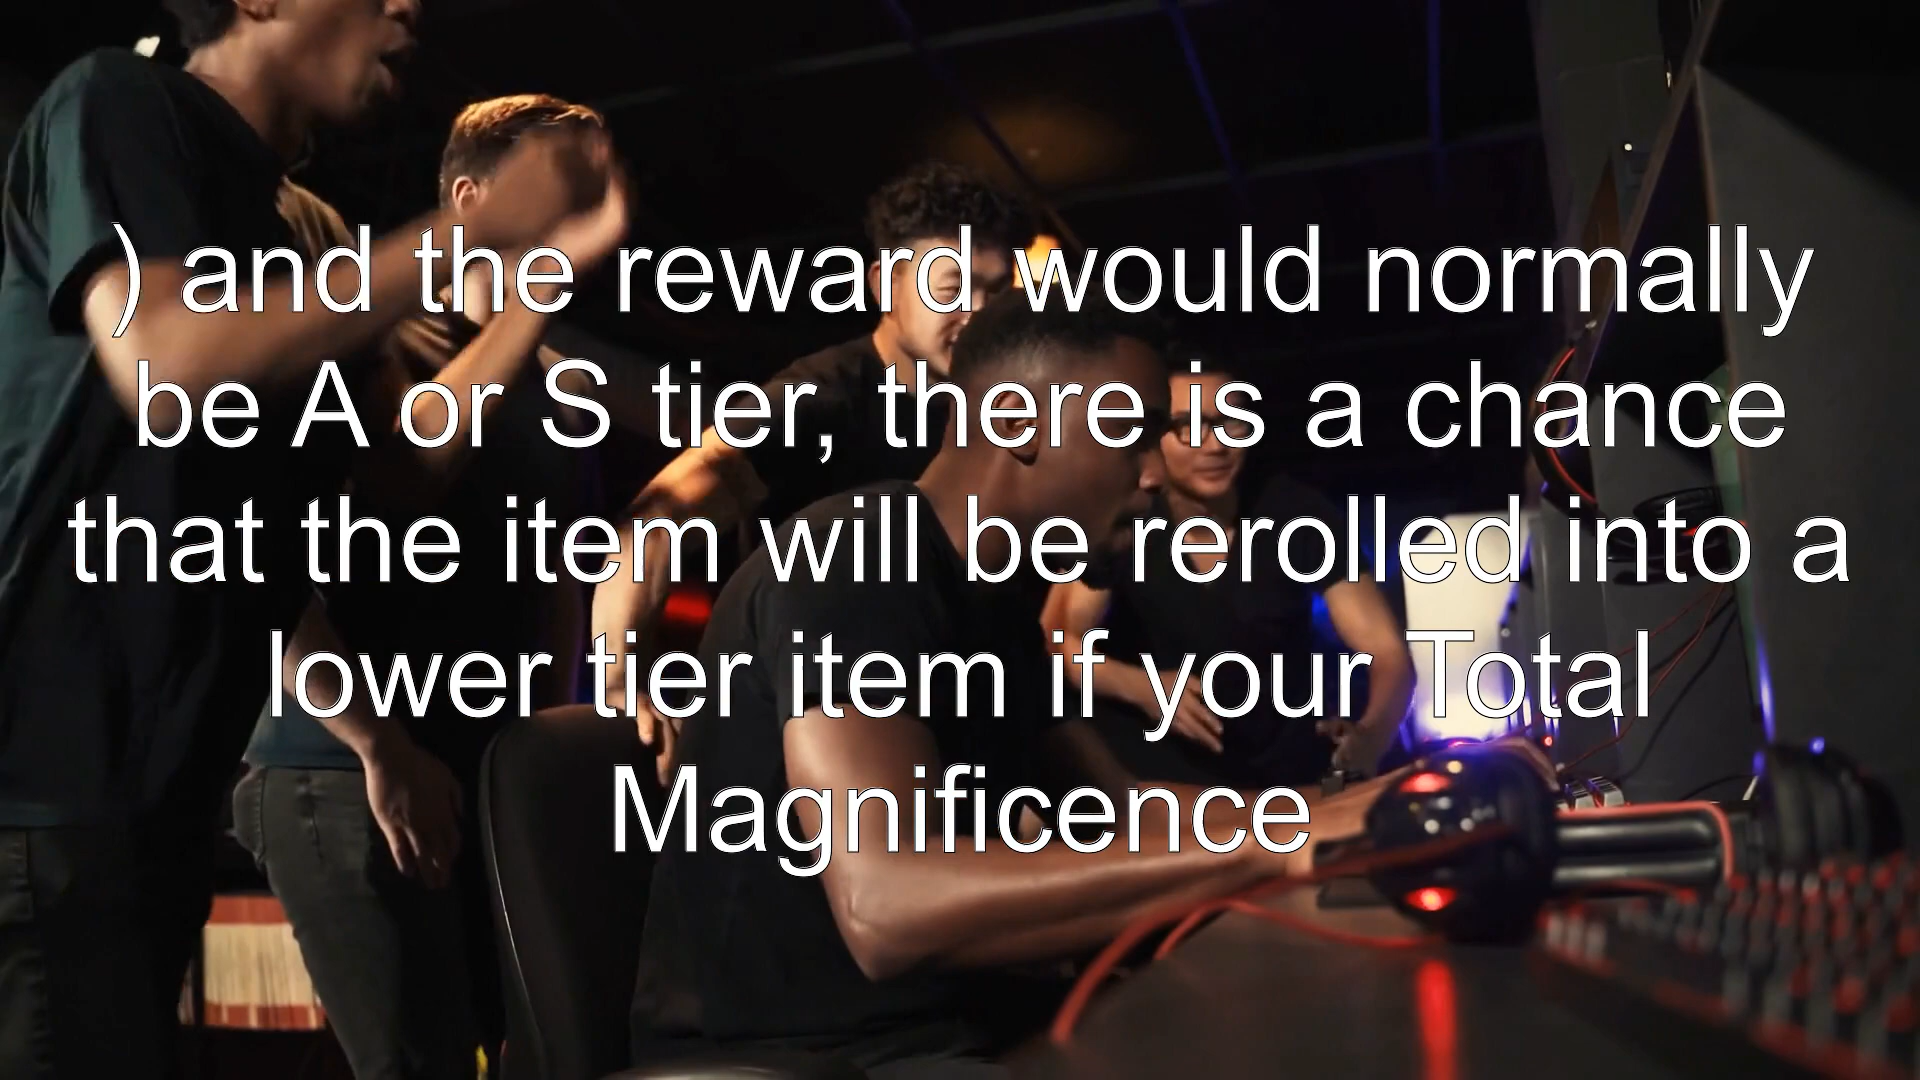 ) and the reward would normally
be A or S tier, there is a chance
that the item will be rerolled into a
lower tier item if your Total
Magnificence